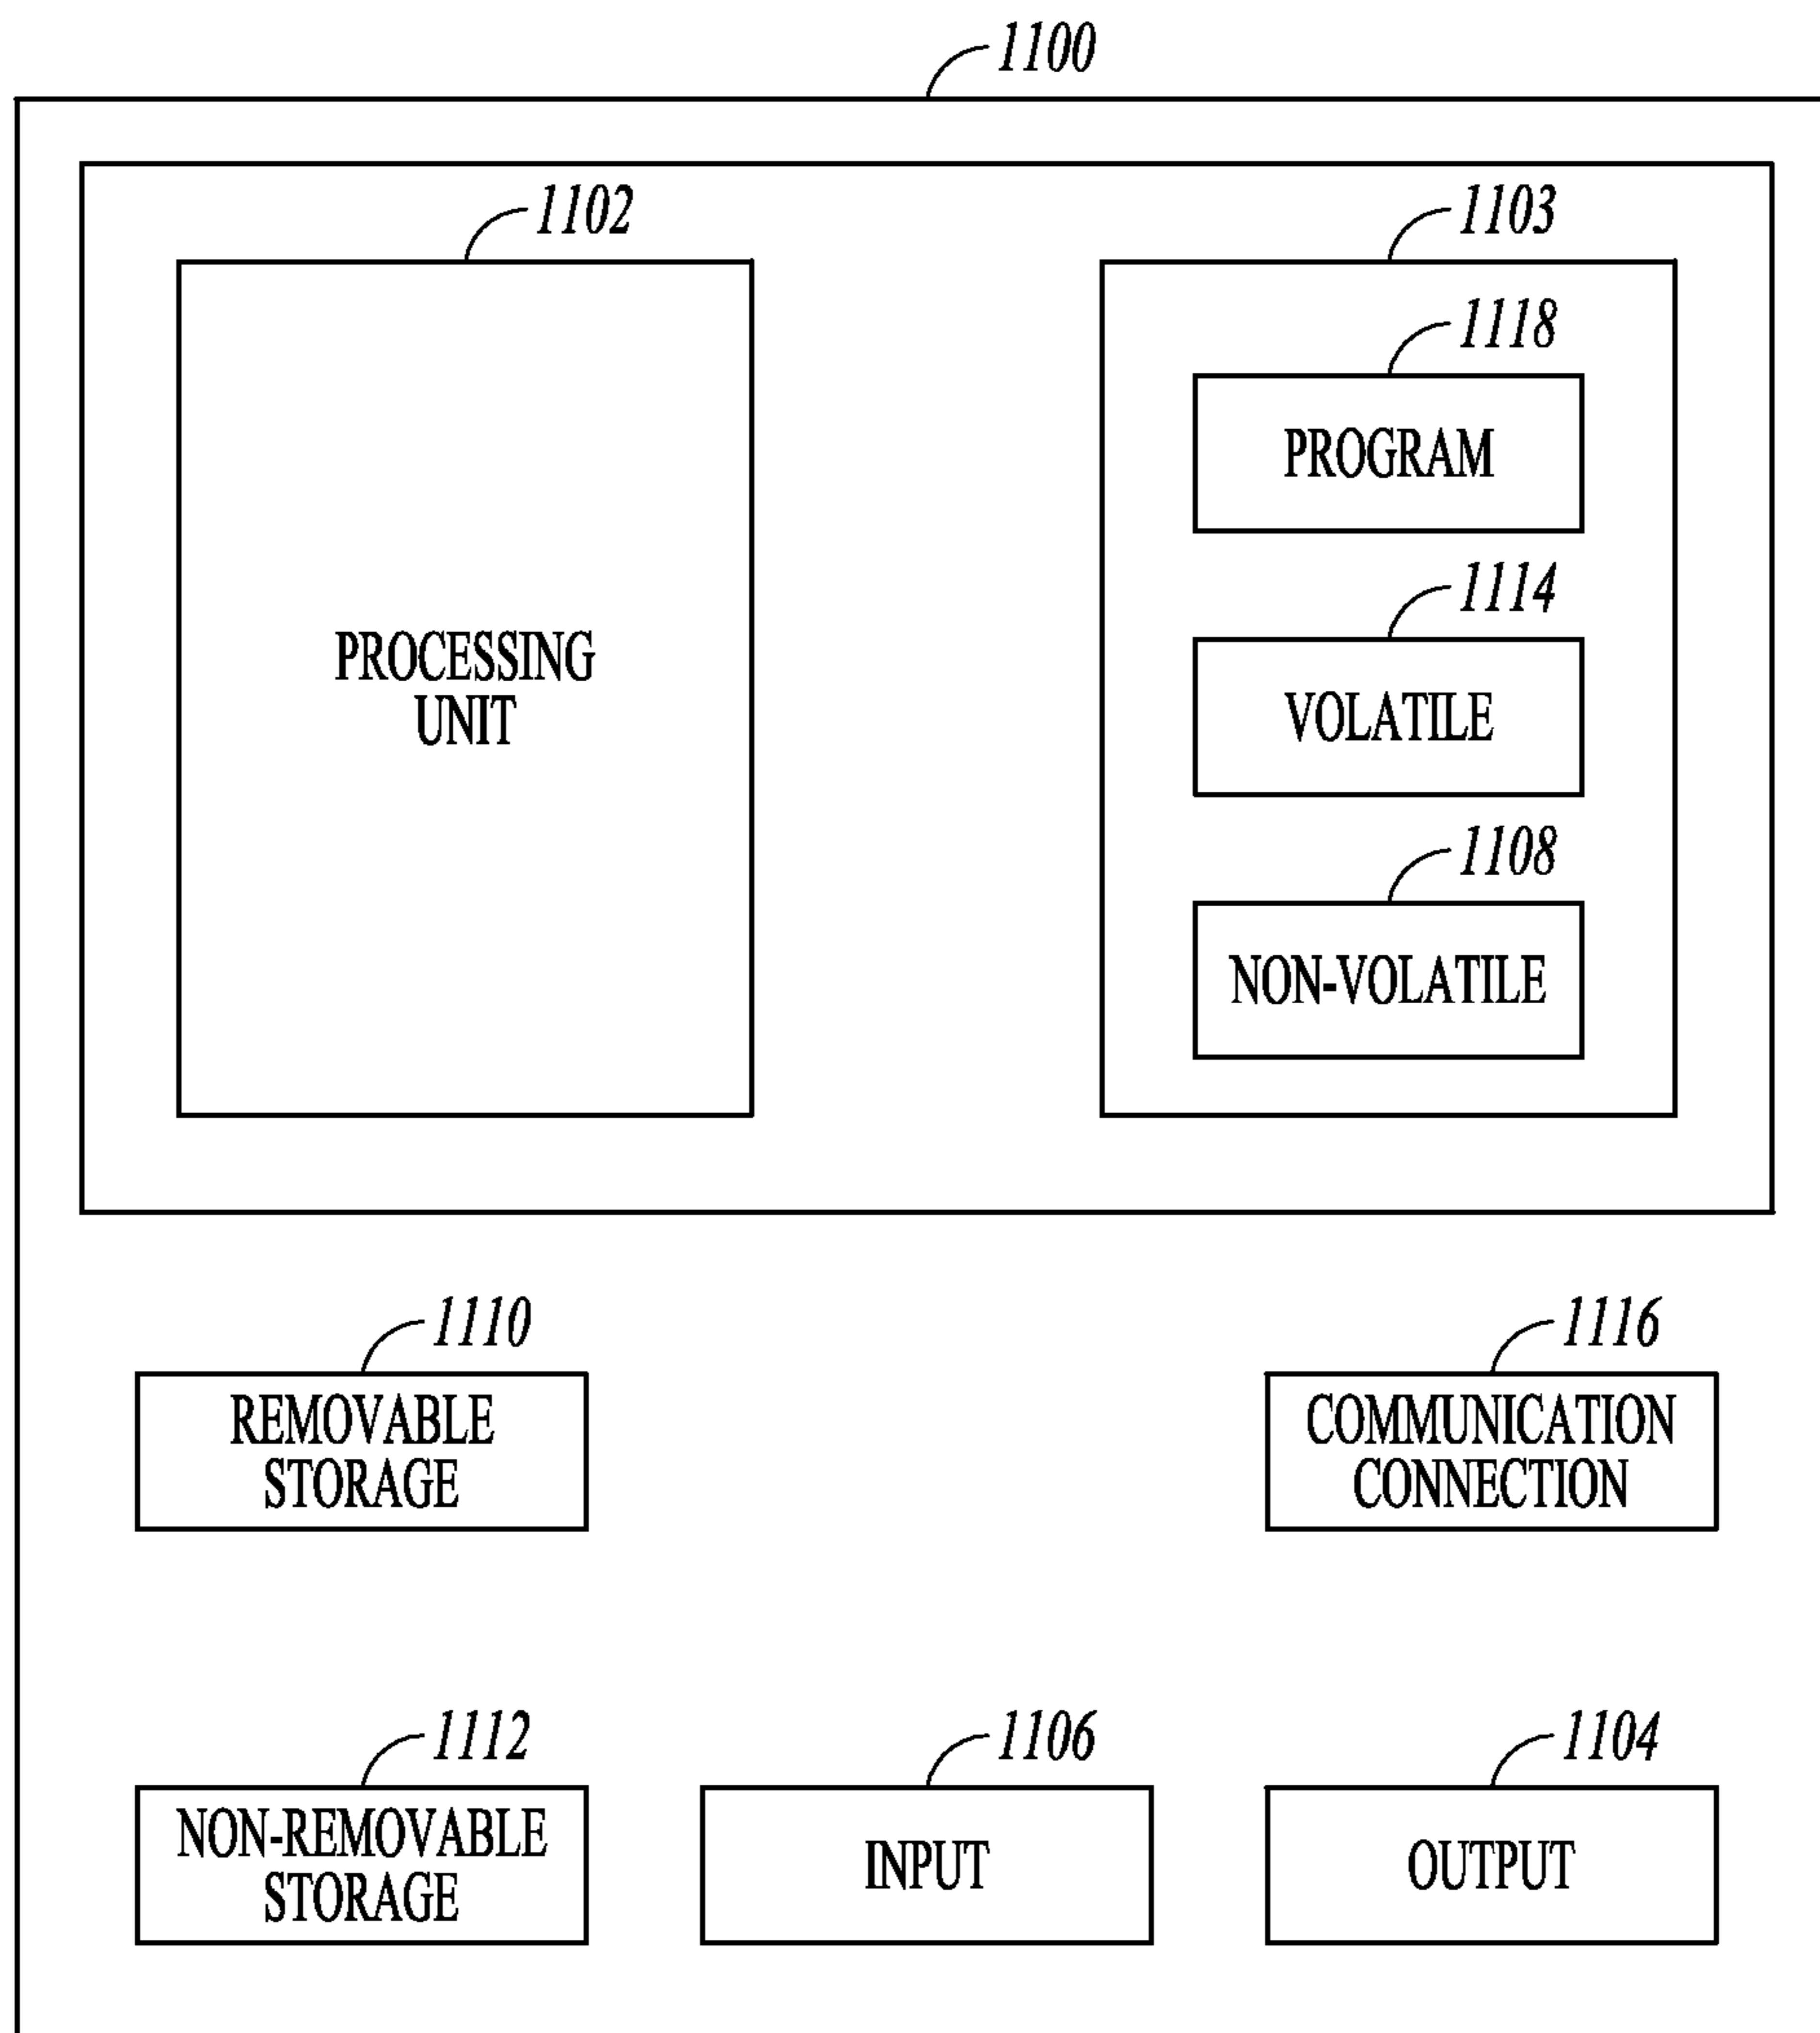 1100
1102
1103
1118
PROGRAM
1114
PROCESSING
UNIT
VOLATILE
1108
NON-VOLATILE
1110
1116
REMOVABLE
STORAGE
COMMUNICATION
CONNECTION
1112
1106
1104
NON-REMOVABLE
STORAGE
INPUT
OUTPUT